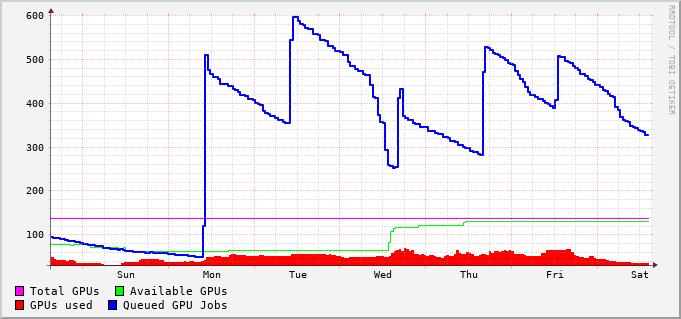 600
500
400
300
200
100
Sun Mon Tue Wed Thu Fri Sat
Total GPUs Available GPUs
GPUs used Queued GPU Jobs
RRDTOOL / TOBI OETIKER